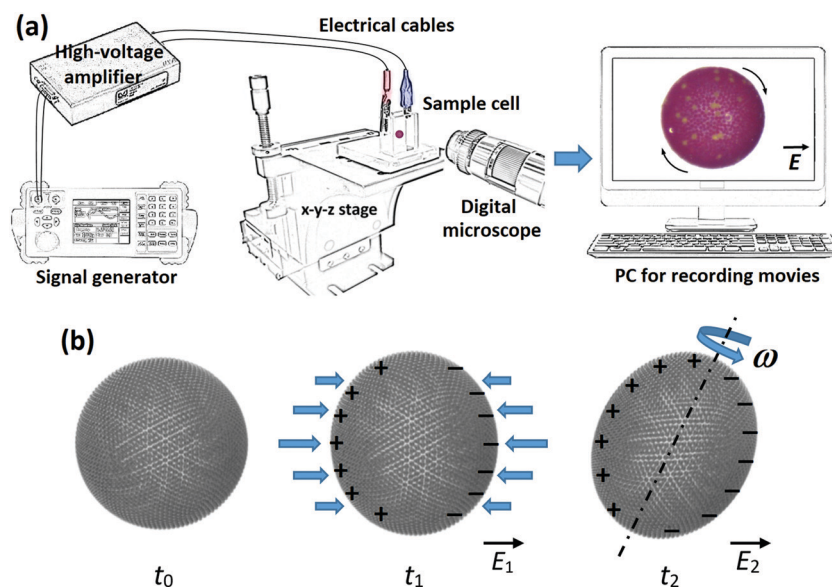 (a)
Electrical cables
High-voltage
amplifier
Sample cell
x-y-z stage
Digital
microscope
E
Signal generator
PC for recording movies
(b)
ω
+ + + + + + +
− − − − − − −
+ + + + + + +
− − − − − − −
E1
E2
t0
t1
t2